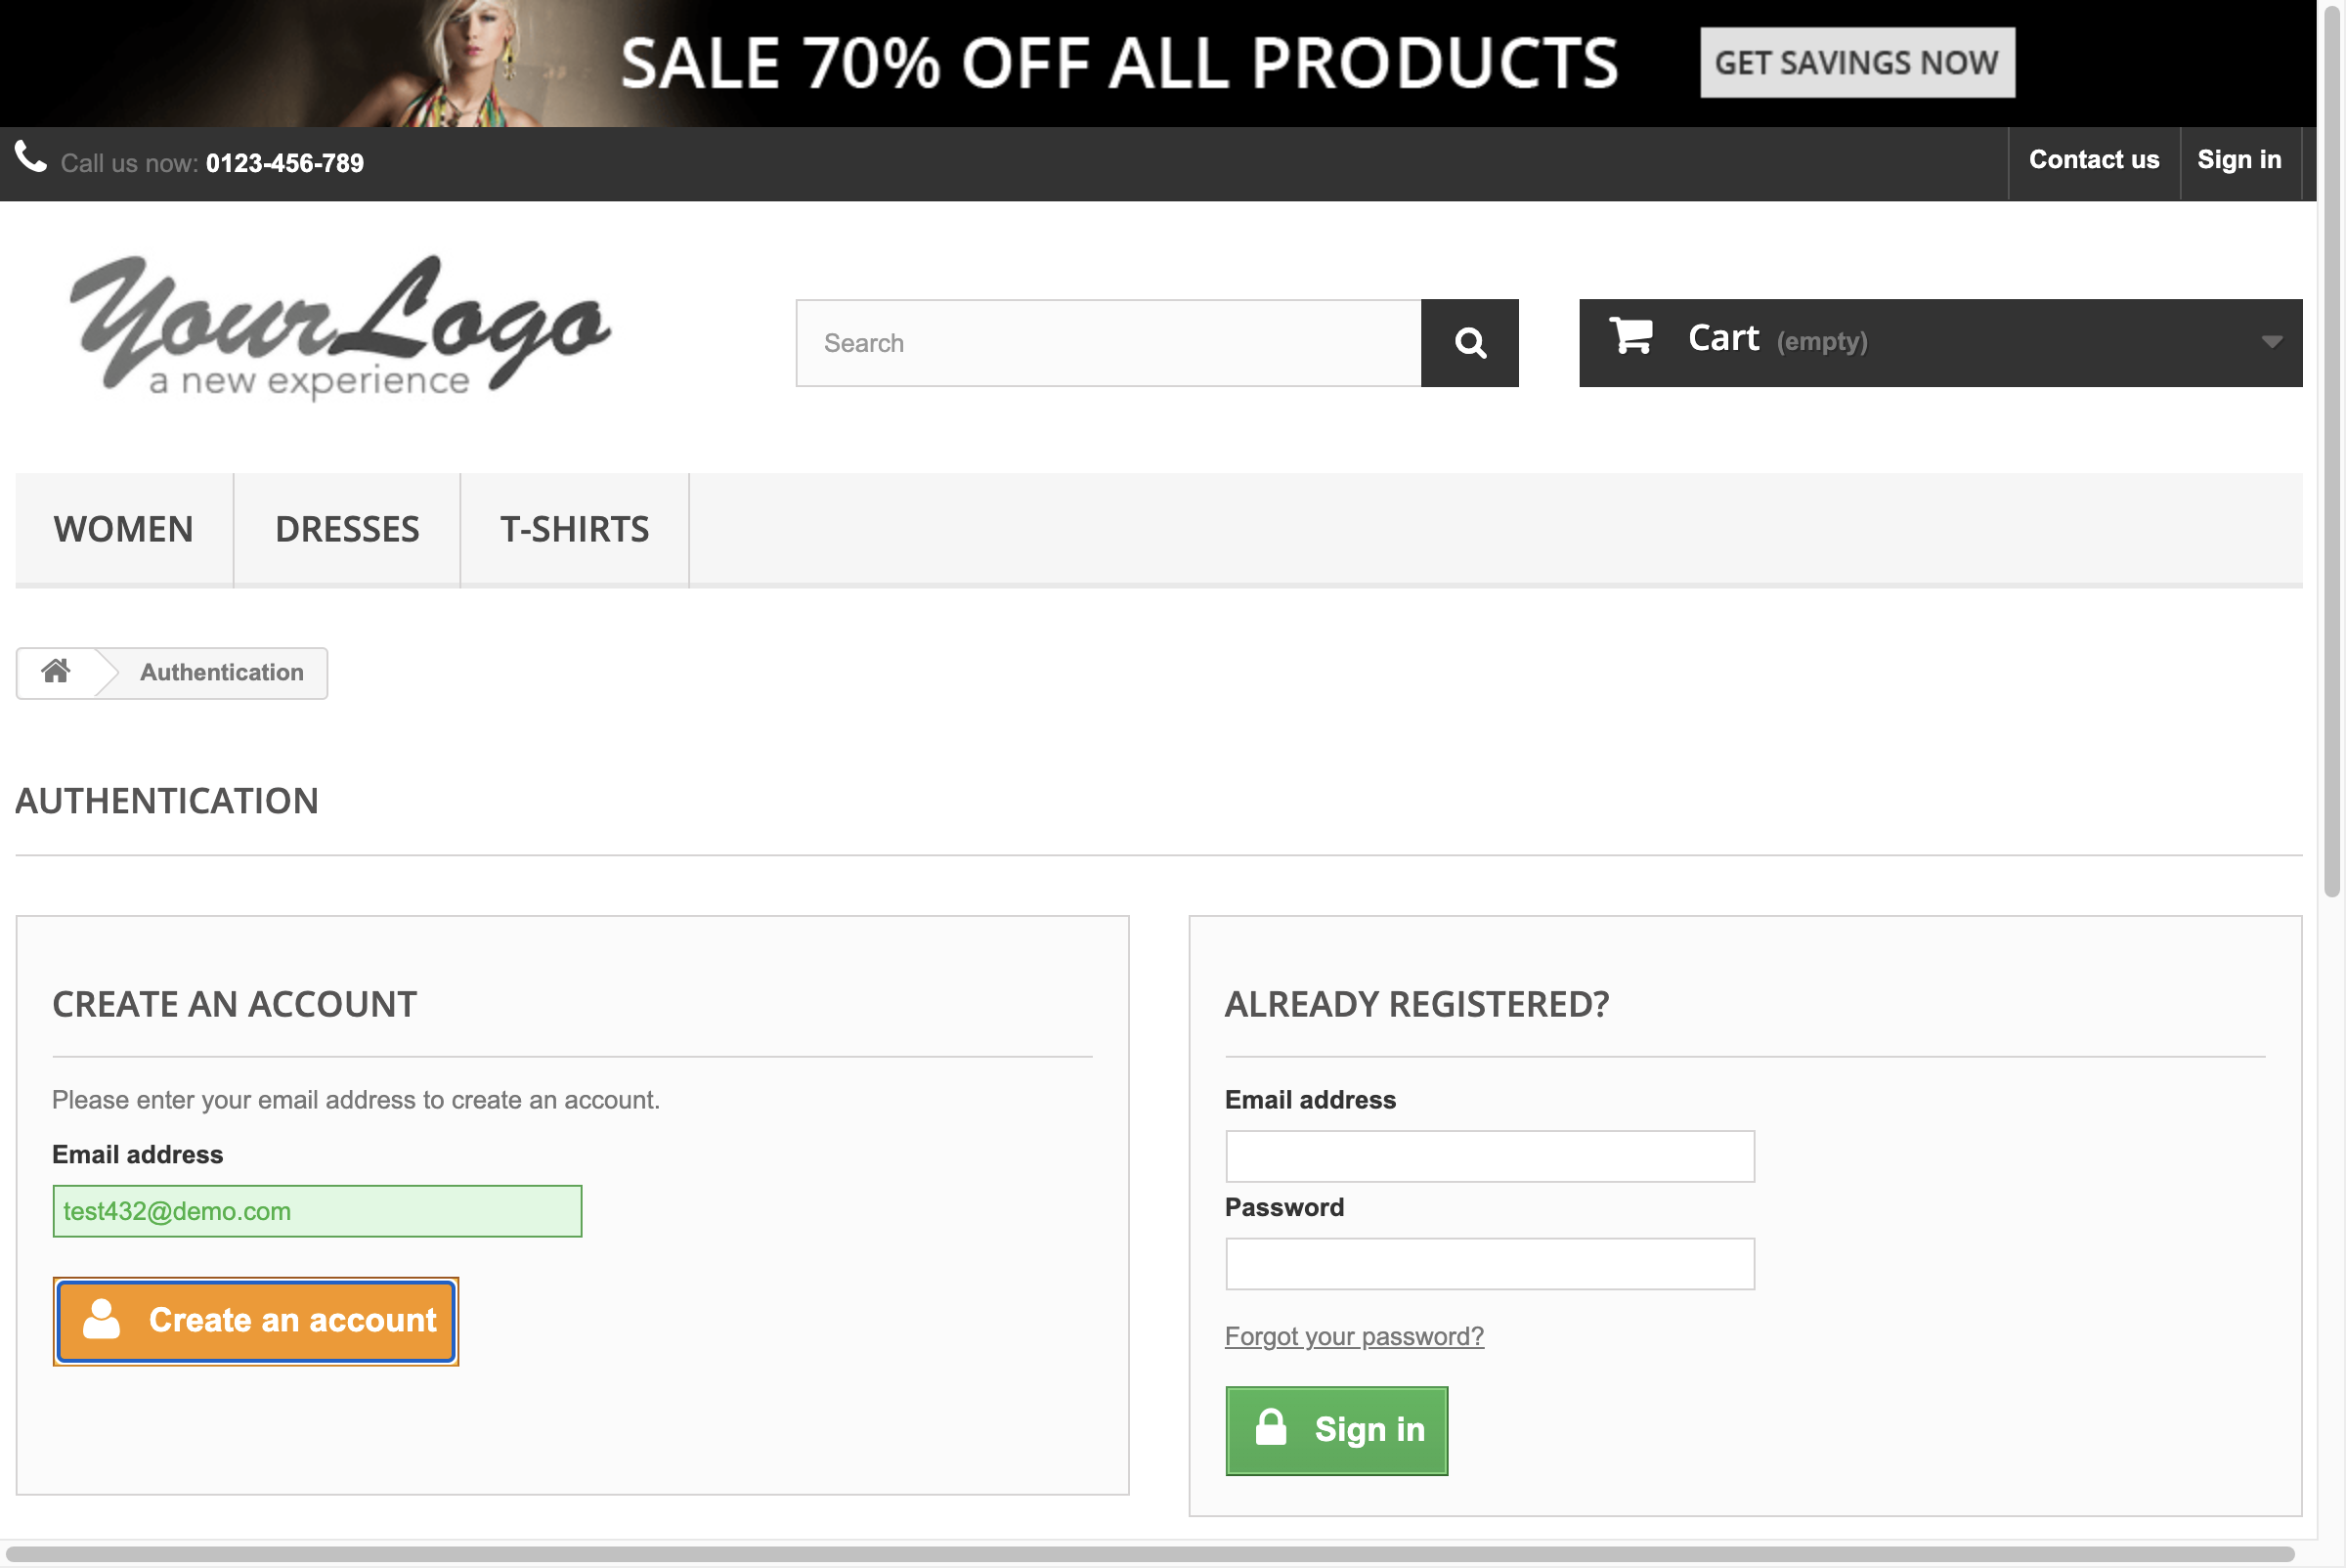 SALE 70% OFF ALL PRODUCTS GET SAVINGS NOW
Call us now: 0123-456-789 Contact us Sign in
YourLogo
a new experience
Search
Cart (empty)
WOMEN DRESSES T-SHIRTS
Authentication
AUTHENTICATION
CREATE AN ACCOUNT
Please enter your email address to create an account.
Email address
test432@demo.com
Create an account
ALREADY REGISTERED?
Email address
Password
Forgot your password?
Sign in